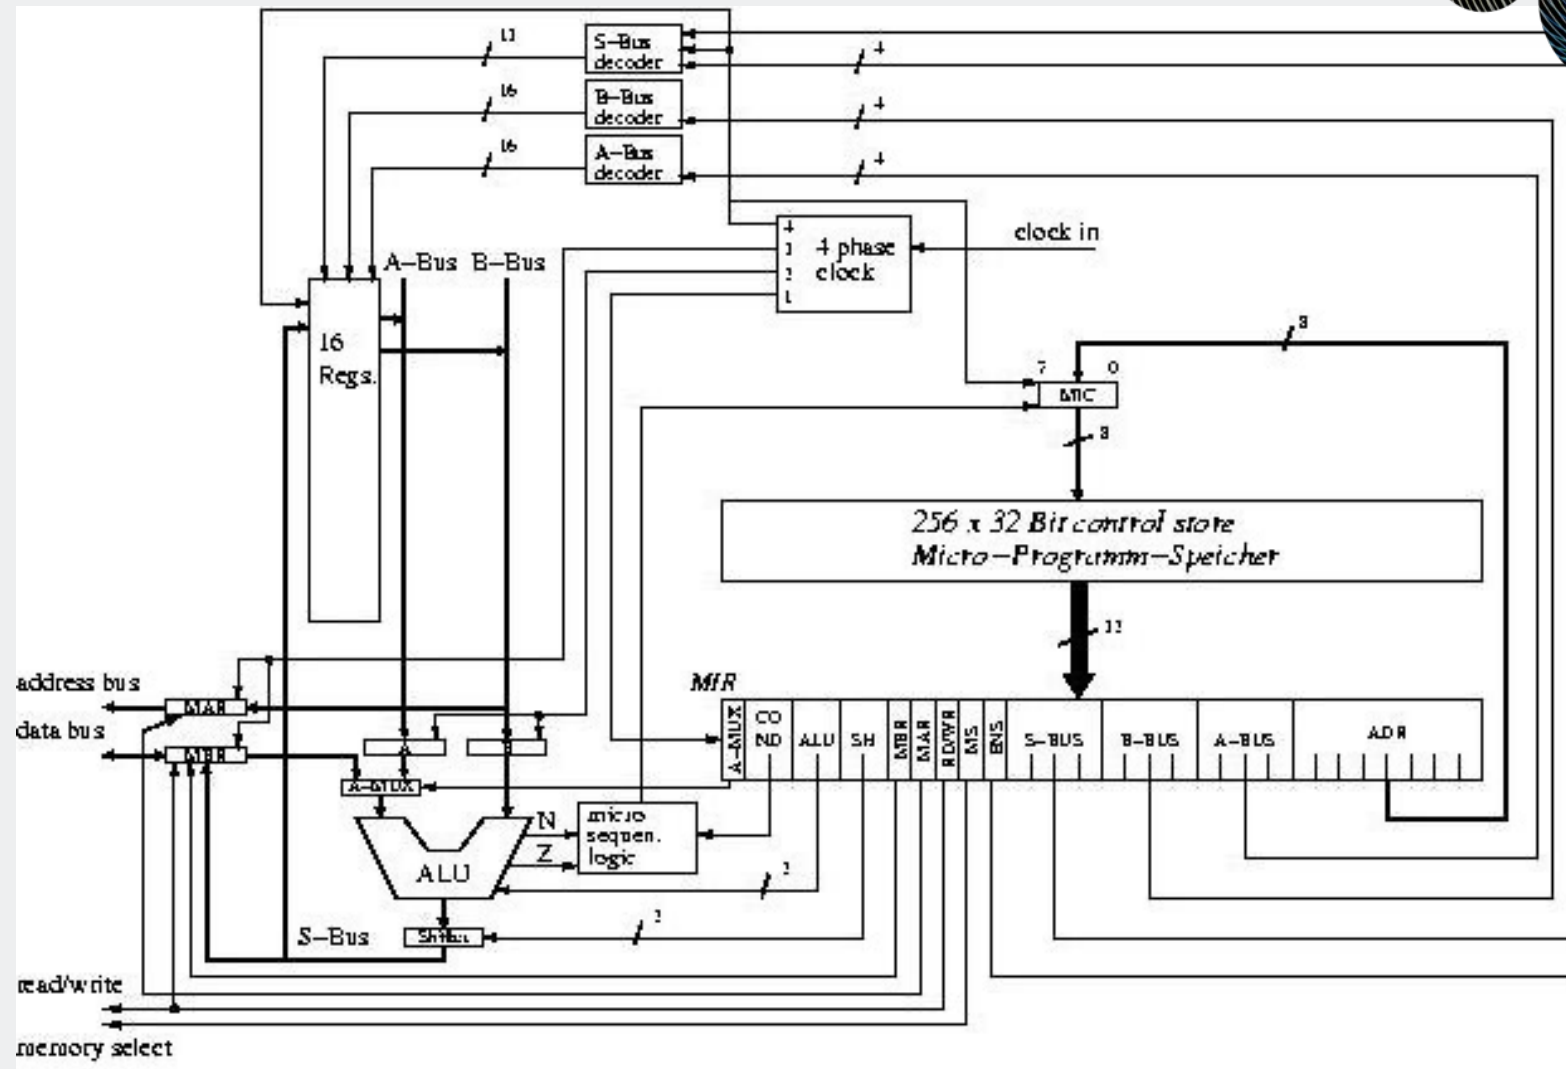 S-Bus
decoder
B-Bus
decoder
A-Bus
decoder
11
16
16
4
4
4
4
3
2
1
4 phase
clock
clock in
A-Bus B-Bus
16
Regs.
8
7 0
MIC
8
256 x 32 Bit control store
Micro-Programm-Speicher
32
MIR
A-MUX
CO
ND
ALU
SH
MBR
MAR
RD/WR
MS
ENS
S-BUS
B-BUS
A-BUS
ADR
address bus
MAR
data bus
MBR
A
B
A-MUX
ALU
N
Z
micro
sequen.
logic
2
2
S-Bus
Shifter
read/write
memory select